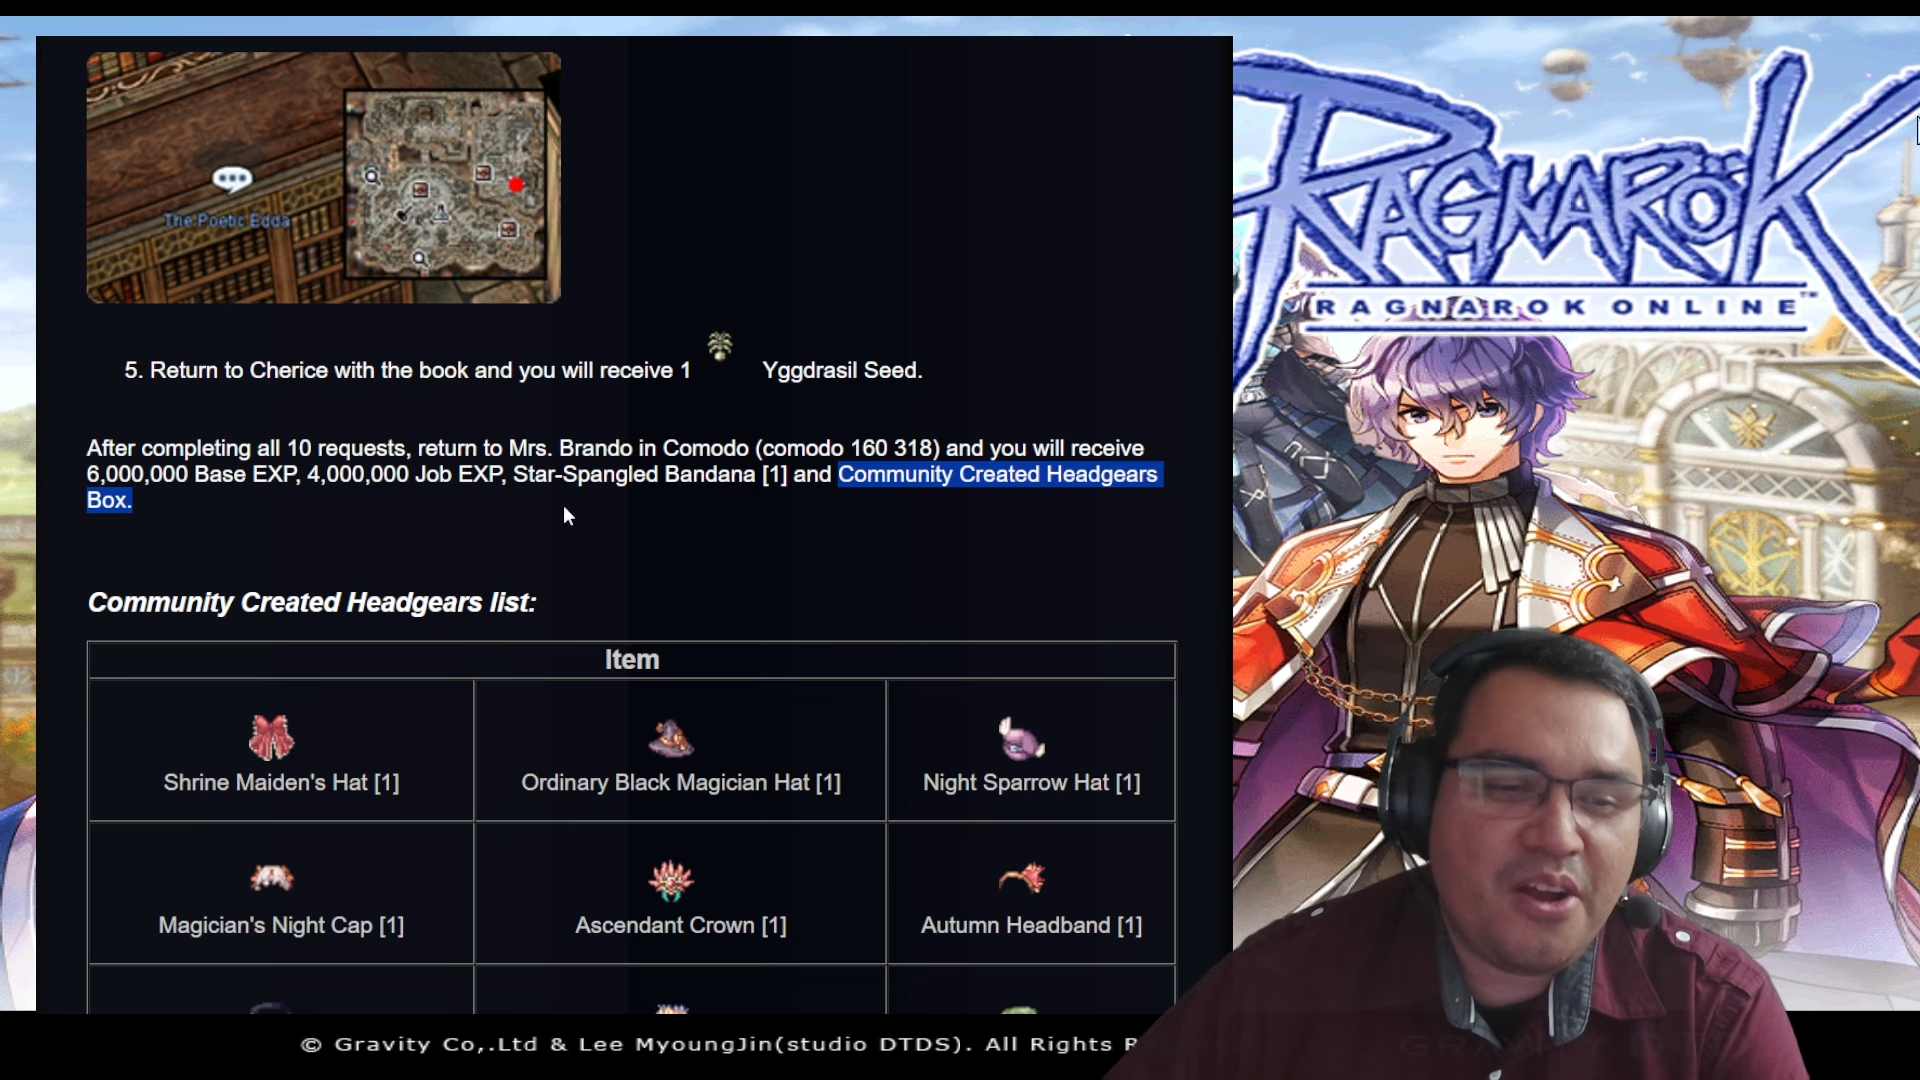 The Poetic Edda
RAGNARÖK
RAGNAROK ONLINE™
5. Return to Cherice with the book and you will receive 1 Yggdrasil Seed.
After completing all 10 requests, return to Mrs. Brando in Comodo (comodo 160 318) and you will receive
6,000,000 Base EXP, 4,000,000 Job EXP, Star-Spangled Bandana [1] and Community Created Headgears
Box.
Community Created Headgears list:
Item
Shrine Maiden's Hat [1]
Ordinary Black Magician Hat [1]
Night Sparrow Hat [1]
Magician's Night Cap [1]
Ascendant Crown [1]
Autumn Headband [1]
© Gravity Co,.Ltd & Lee MyoungJin(studio DTDS). All Rights